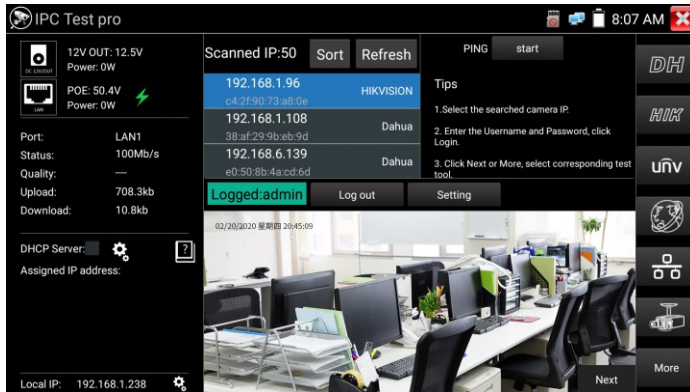 IPC Test pro
8:07 AM
12V OUT: 12.5V
Power: 0W
DC 12V/OUT
POE: 50.4V
Power: 0W
LAN
Port: LAN1
Status: 100Mb/s
Quality: ---
Upload: 708.3kb
Download: 10.8kb
DHCP Server:
?
Assigned IP address:
Local IP: 192.168.1.238
Scanned IP:50
Sort
Refresh
192.168.1.96
c4:2f:90:73:a8:0e
HIKVISION
192.168.1.108
38:af:29:9b:eb:9d
Dahua
192.168.6.139
e0:50:8b:4a:cd:6d
Dahua
PING
start
Tips
1.Select the searched camera IP.
2. Enter the Username and Password, click
Login.
3. Click Next or More, select corresponding test
tool.
Logged:admin
Log out
Setting
02/20/2020 星期四 20:45:09
Next
DH
HIK
unv
More